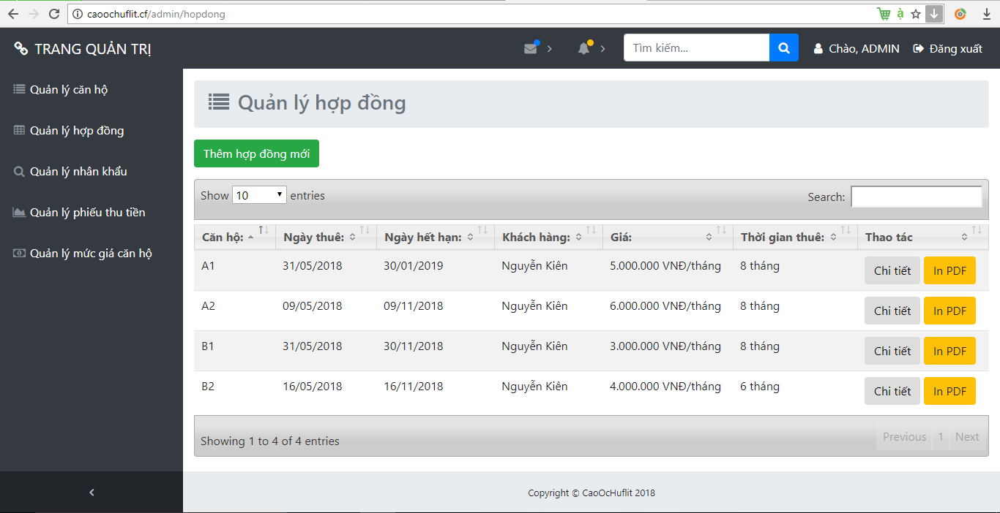 caoochuflit.cf/admin/hopdong
TRANG QUẢN TRỊ
Tìm kiếm...
Chào, ADMIN
Đăng xuất
Quản lý căn hộ
Quản lý hợp đồng
Quản lý nhân khẩu
Quản lý phiếu thu tiền
Quản lý mức giá căn hộ
Quản lý hợp đồng
Thêm hợp đồng mới
Show 10 entries
Search:
Căn hộ: Ngày thuê: Ngày hết hạn: Khách hàng: Giá: Thời gian thuê: Thao tác
A1 31/05/2018 30/01/2019 Nguyễn Kiên 5.000.000 VNĐ/tháng 8 tháng Chi tiết In PDF
A2 09/05/2018 09/11/2018 Nguyễn Kiên 6.000.000 VNĐ/tháng 8 tháng Chi tiết In PDF
B1 31/05/2018 30/11/2018 Nguyễn Kiên 3.000.000 VNĐ/tháng 8 tháng Chi tiết In PDF
B2 16/05/2018 16/11/2018 Nguyễn Kiên 4.000.000 VNĐ/tháng 6 tháng Chi tiết In PDF
Showing 1 to 4 of 4 entries
Previous 1 Next
Copyright © CaoOcHuflit 2018